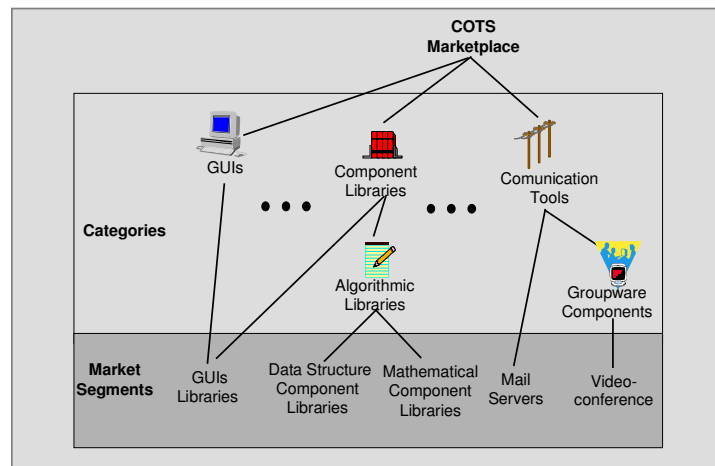 COTS
Marketplace
GUIs
Component
Libraries
Comunication
Tools
Categories
Algorithmic
Libraries
Groupware
Components
Market
Segments
GUIs
Libraries
Data Structure
Component
Libraries
Mathematical
Component
Libraries
Mail
Servers
Video-
conference